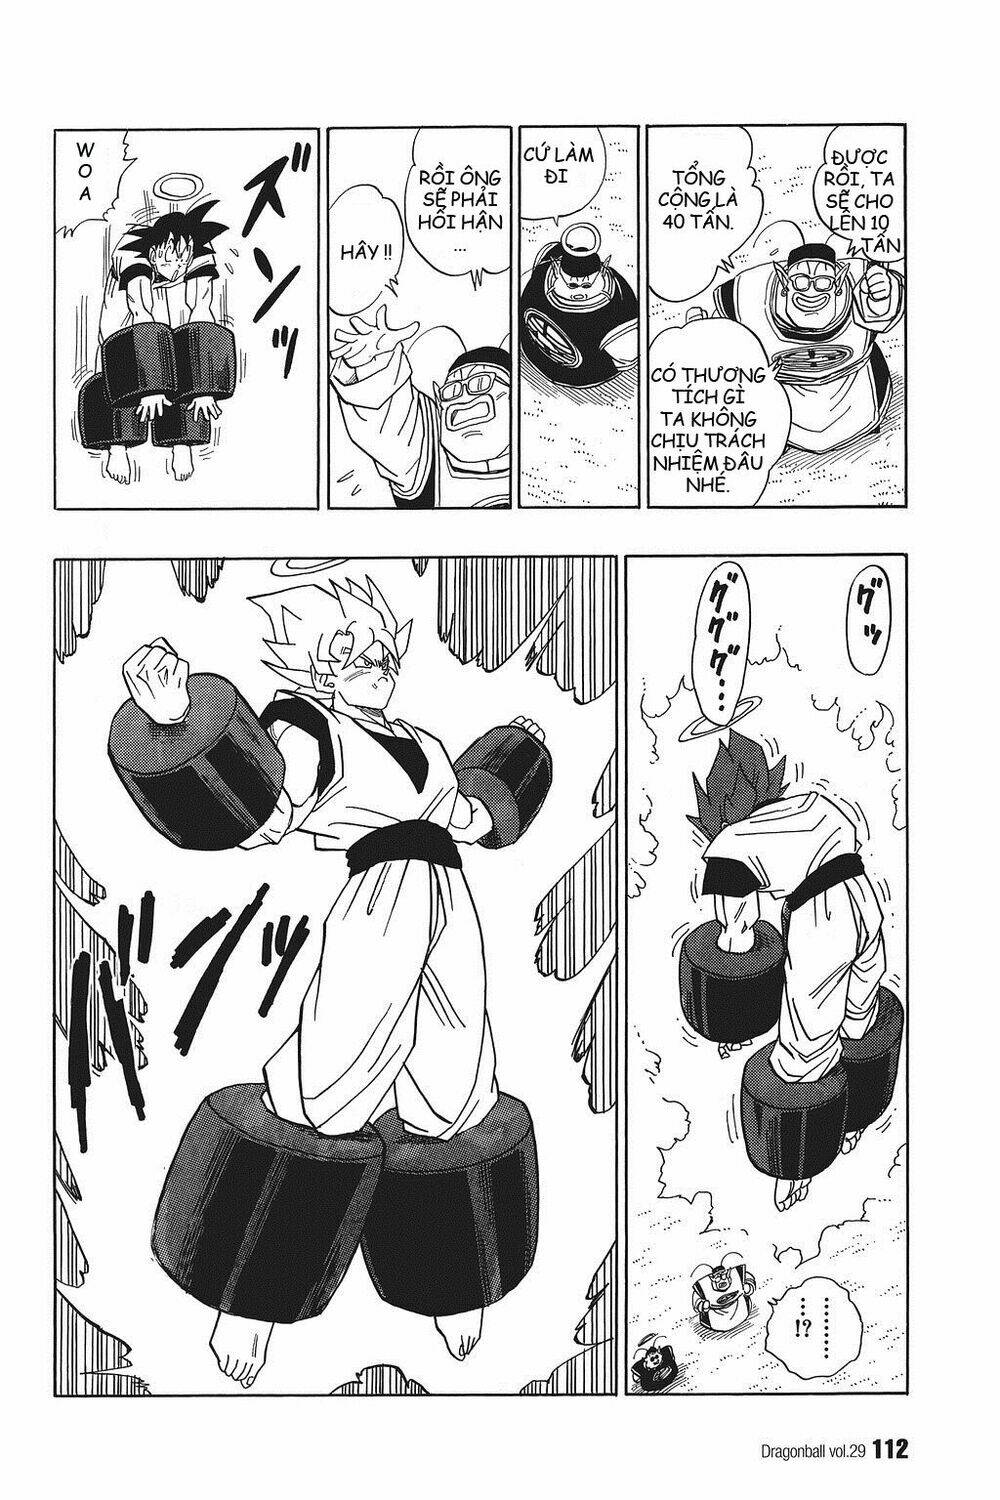 ĐƯỢC
RỒI, TA
SẼ CHO
LÊN 10
TẤN
TỔNG
CỘNG LÀ
40 TẤN.
CÓ THƯƠNG
TÍCH GÌ
TA KHÔNG
CHỊU TRÁCH
NHIỆM ĐÂU
NHÉ.
CỨ LÀM
ĐI
RỒI ÔNG
SẼ PHẢI
HỐI HẬN
...
HÂY !!
WOA
ズンッ
グッ
ググググ...
......
.........!?
バッ
Dragonball vol.29 112